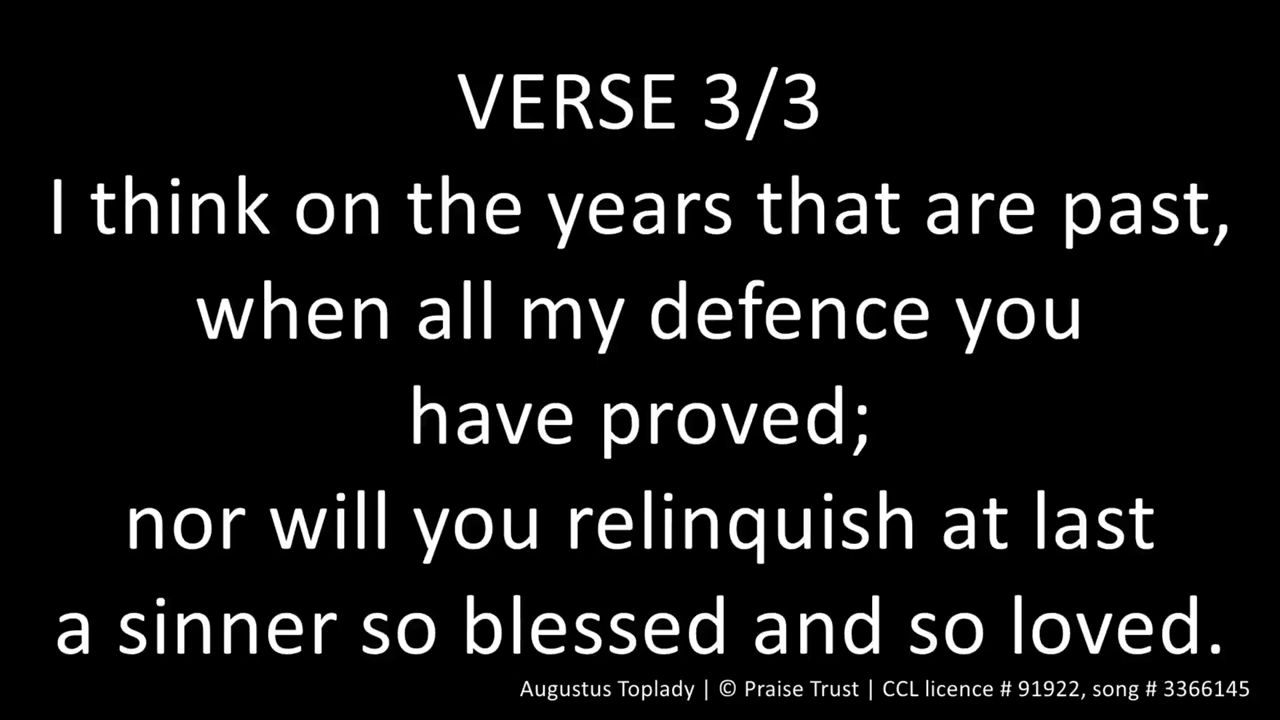 VERSE 3/3
I think on the years that are past,
when all my defence you
have proved;
nor will you relinquish at last
a sinner so blessed and so loved.
Augustus Toplady | © Praise Trust | CCL licence # 91922, song # 3366145